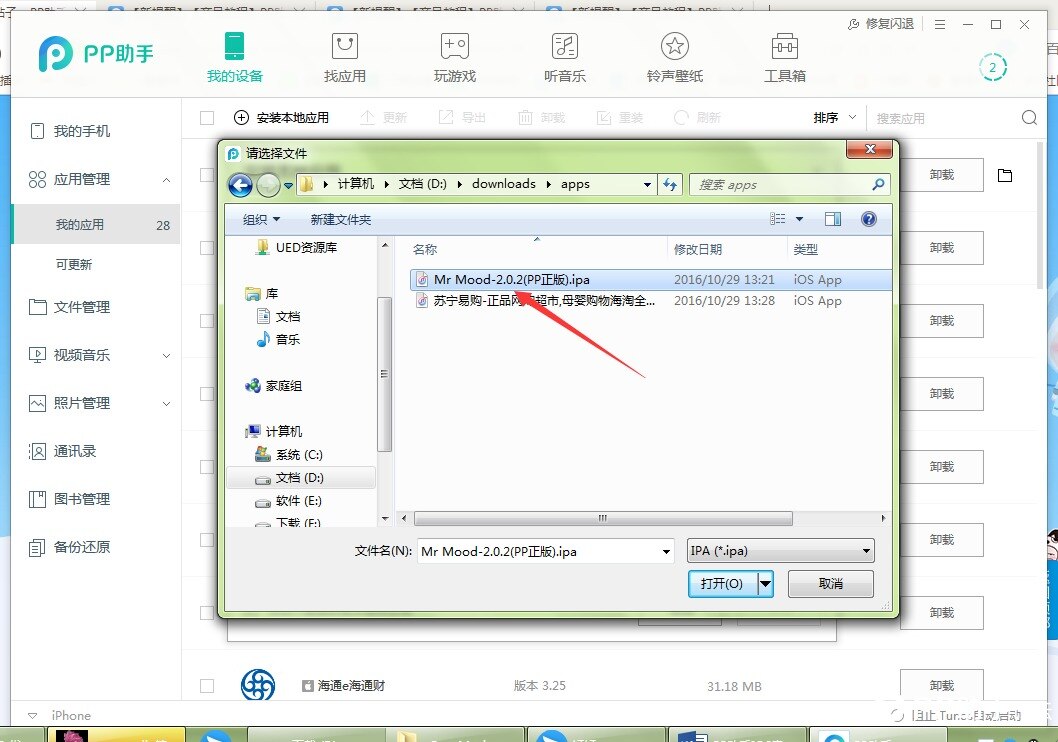 修复闪退
PP助手
我的设备 找应用 玩游戏 听音乐 铃声壁纸 工具箱
2
安装本地应用 更新 导出 卸载 重装 刷新 排序 搜索应用
我的手机
应用管理
我的应用 28
可更新
文件管理
视频音乐
照片管理
通讯录
图书管理
备份还原
请选择文件
计算机 文档 (D:) downloads apps 搜索 apps
组织 新建文件夹
UED资源库
库
文档
音乐
家庭组
计算机
系统 (C:)
文档 (D:)
软件 (E:)
下载 (F:)
名称 修改日期 类型
Mr Mood-2.0.2(PP正版).ipa 2016/10/29 13:21 iOS App
苏宁易购-正品网 超市,母婴购物海淘全... 2016/10/29 13:28 iOS App
文件名(N): Mr Mood-2.0.2(PP正版).ipa IPA (*.ipa)
打开(O) 取消
卸载
卸载
卸载
卸载
卸载
卸载
卸载
海通e海通财 版本 3.25 31.18 MB 卸载
iPhone